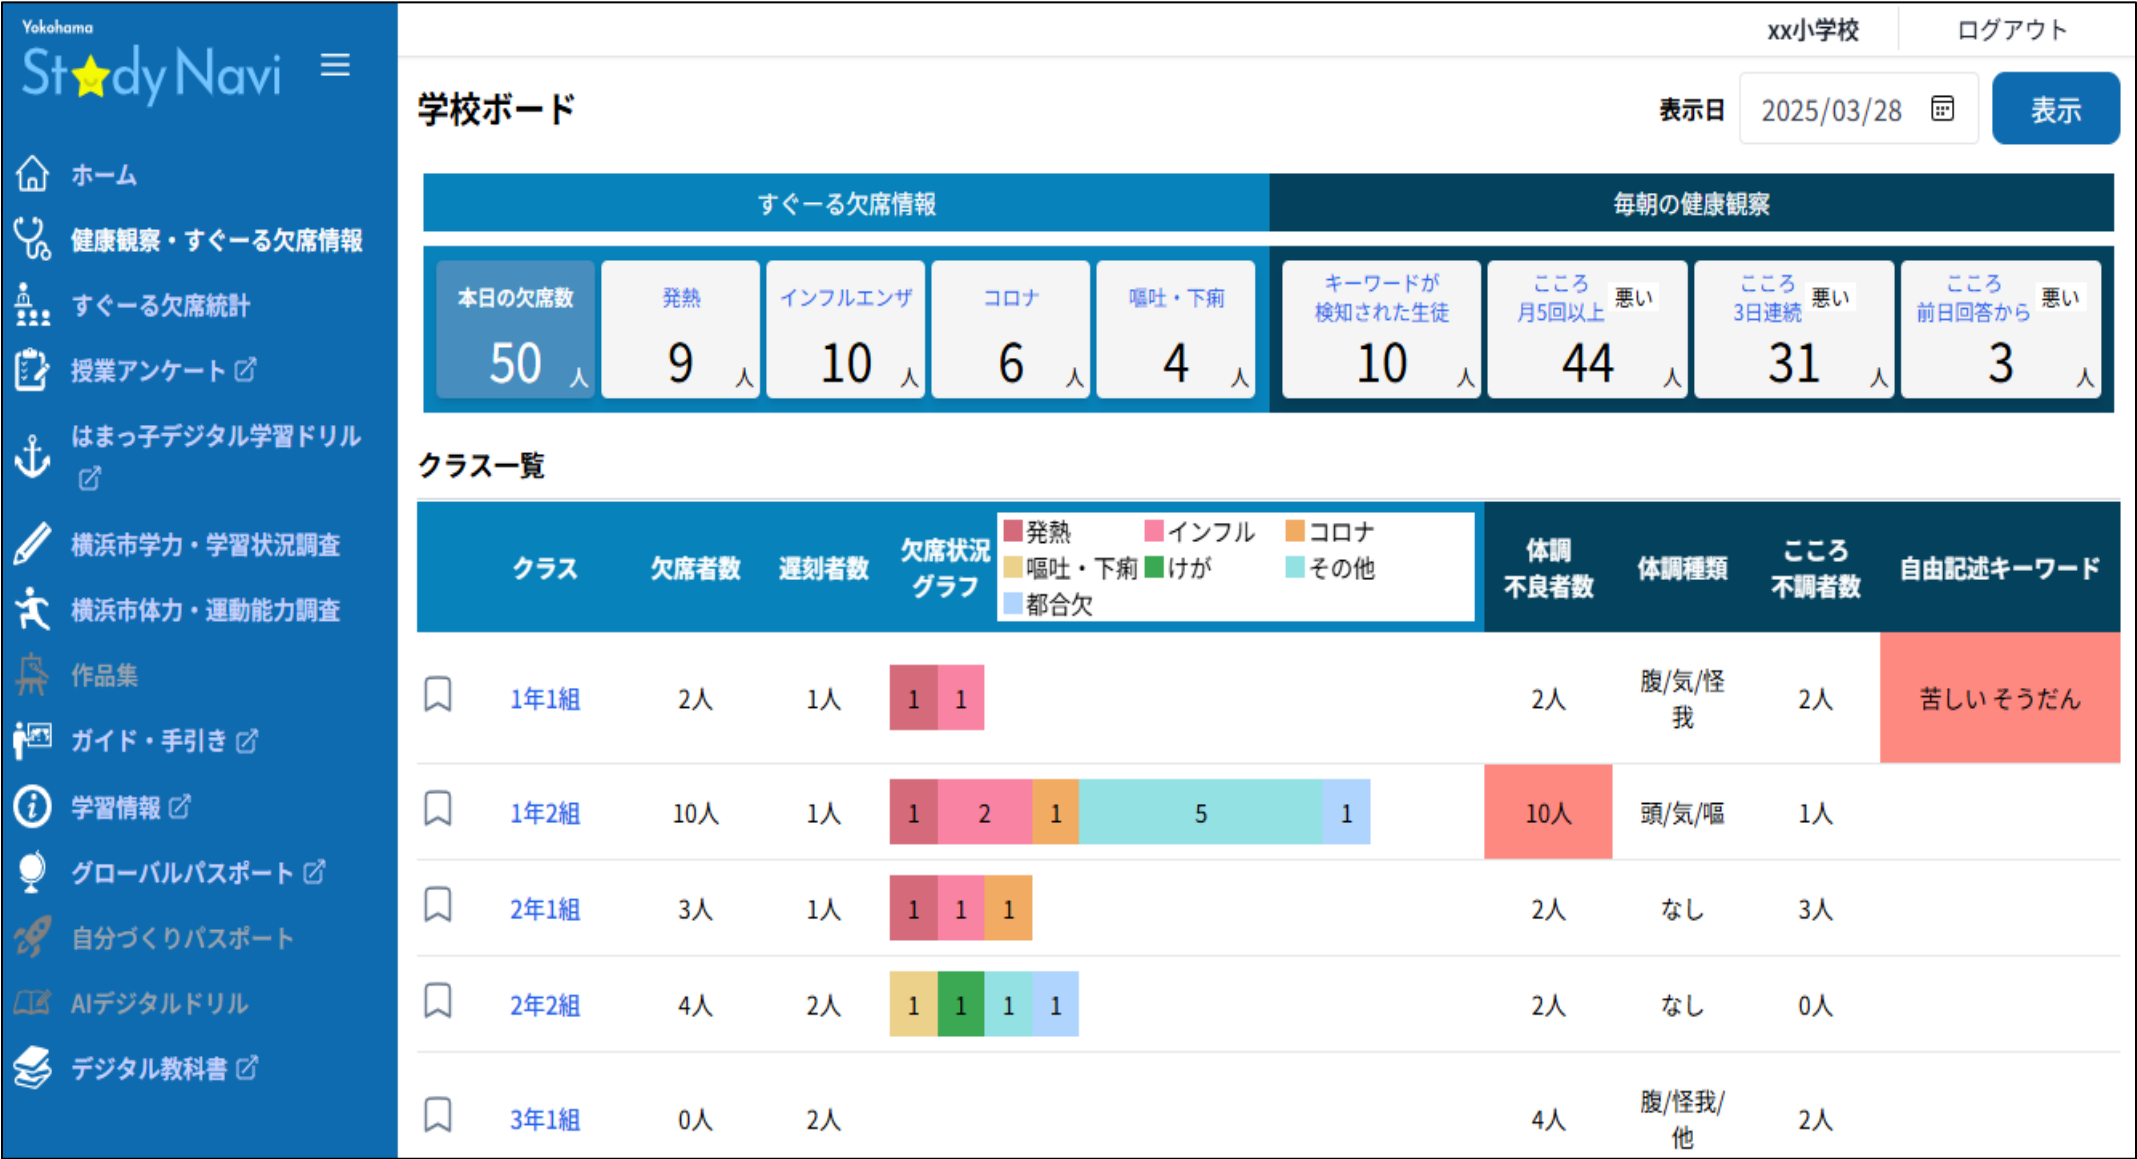 Yokohama
Study Navi
xx小学校 ログアウト
ホーム
健康観察・すぐーる欠席情報
すぐーる欠席統計
授業アンケート
はまっ子デジタル学習ドリル
横浜市学力・学習状況調査
横浜市体力・運動能力調査
作品集
ガイド・手引き
学習情報
グローバルパスポート
自分づくりパスポート
AIデジタルドリル
デジタル教科書
学校ボード
表示日 2025/03/28 表示
すぐーる欠席情報 毎朝の健康観察
本日の欠席数
50人
発熱
9人
インフルエンザ
10人
コロナ
6人
嘔吐・下痢
4人
キーワードが
検知された生徒
10人
こころ
月5回以上 悪い
44人
こころ
3日連続 悪い
31人
こころ
前日回答から 悪い
3人
クラス一覧
クラス 欠席者数 遅刻者数
欠席状況
グラフ
発熱 インフル コロナ
嘔吐・下痢 けが その他
都合欠
体調
不良者数
体調種類
こころ
不調者数
自由記述キーワード
1年1組 2人 1人 1 1 2人
腹/気/怪
我
2人 苦しい そうだん
1年2組 10人 1人 1 2 1 5 1 10人 頭/気/嘔 1人
2年1組 3人 1人 1 1 1 2人 なし 3人
2年2組 4人 2人 1 1 1 1 2人 なし 0人
3年1組 0人 2人 4人
腹/怪我/
他
2人